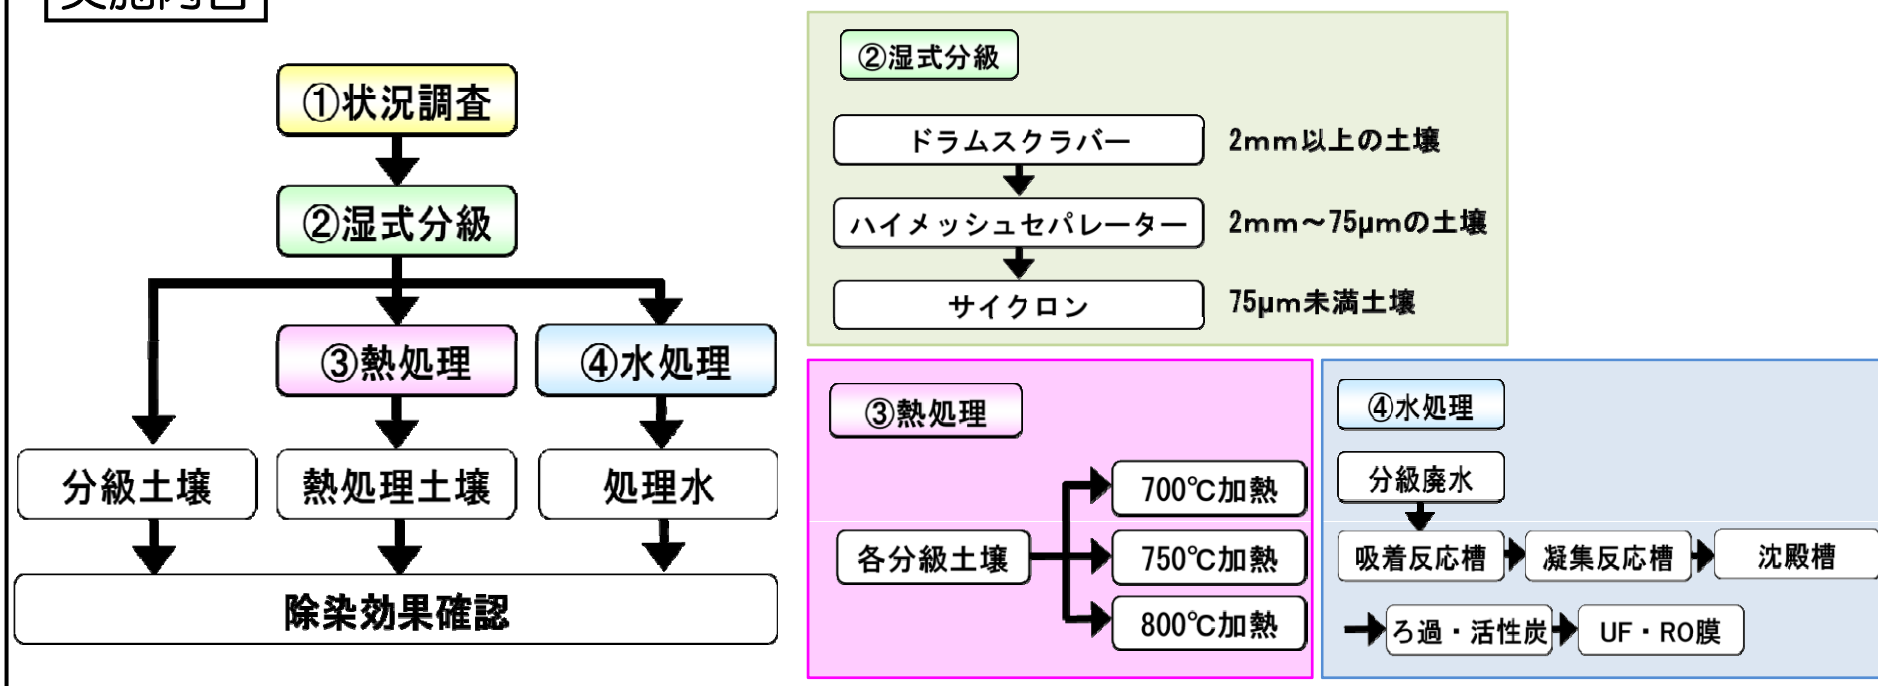 実施内容
①状況調査
②湿式分級
③熱処理
④水処理
分級土壌
熱処理土壌
処理水
除染効果確認
②湿式分級
ドラムスクラバー
2mm以上の土壌
ハイメッシュセパレーター
2mm～75μmの土壌
サイクロン
75μm未満土壌
③熱処理
各分級土壌
700℃加熱
750℃加熱
800℃加熱
④水処理
分級廃水
吸着反応槽
凝集反応槽
沈殿槽
ろ過・活性炭
UF・RO膜